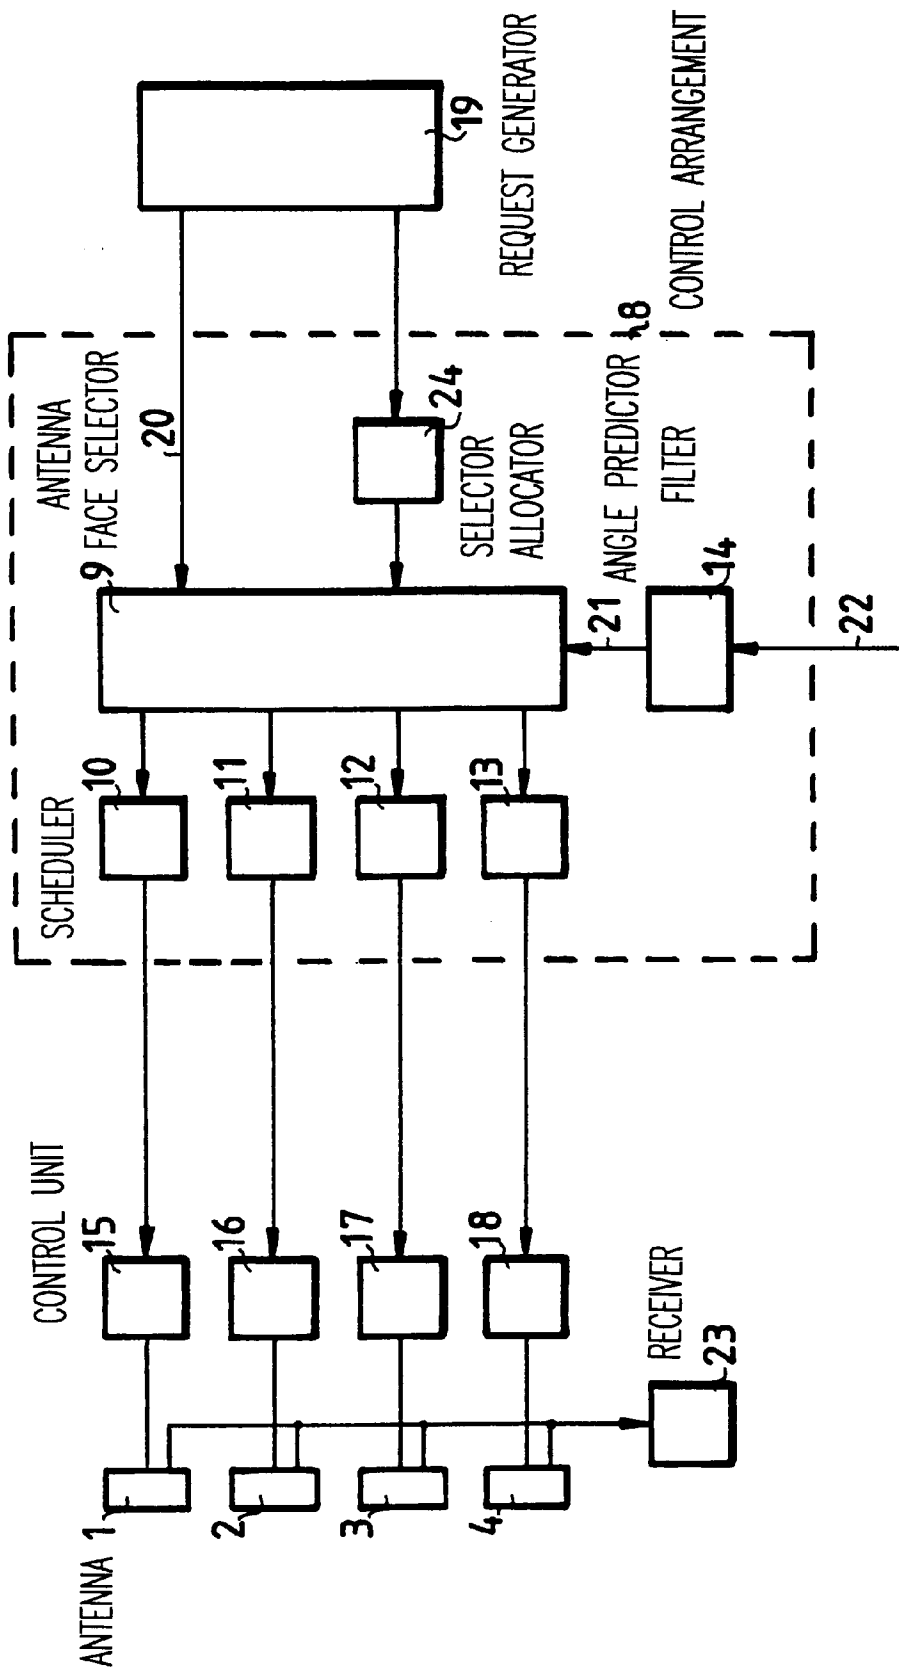 ANTENNA 1
2
3
4
CONTROL UNIT
15
16
17
18
RECEIVER
23
SCHEDULER
10
11
12
13
ANTENNA
9 FACE SELECTOR
20
24
SELECTOR
ALLOCATOR
21
ANGLE PREDICTOR
FILTER
14
22
8
CONTROL ARRANGEMENT
19
REQUEST GENERATOR